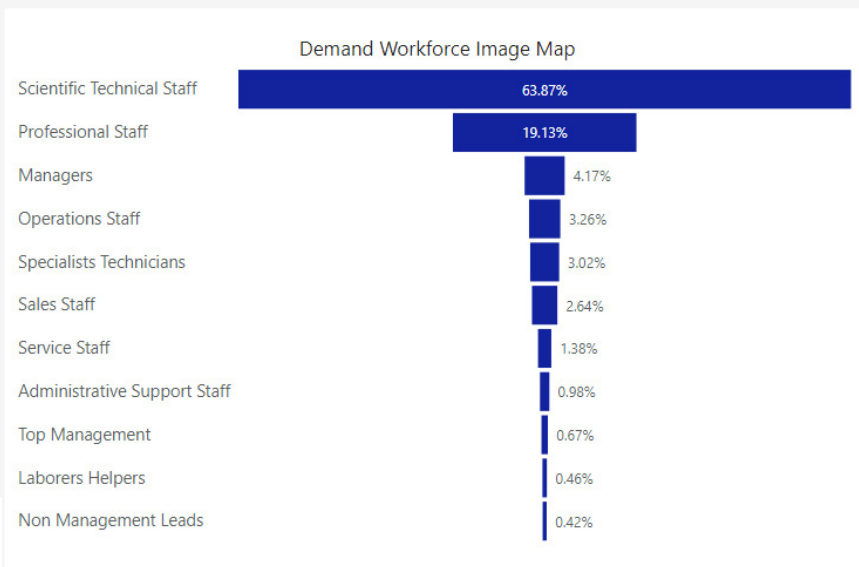 Demand Workforce Image Map
Scientific Technical Staff 63.87%
Professional Staff 19.13%
Managers 4.17%
Operations Staff 3.26%
Specialists Technicians 3.02%
Sales Staff 2.64%
Service Staff 1.38%
Administrative Support Staff 0.98%
Top Management 0.67%
Laborers Helpers 0.46%
Non Management Leads 0.42%